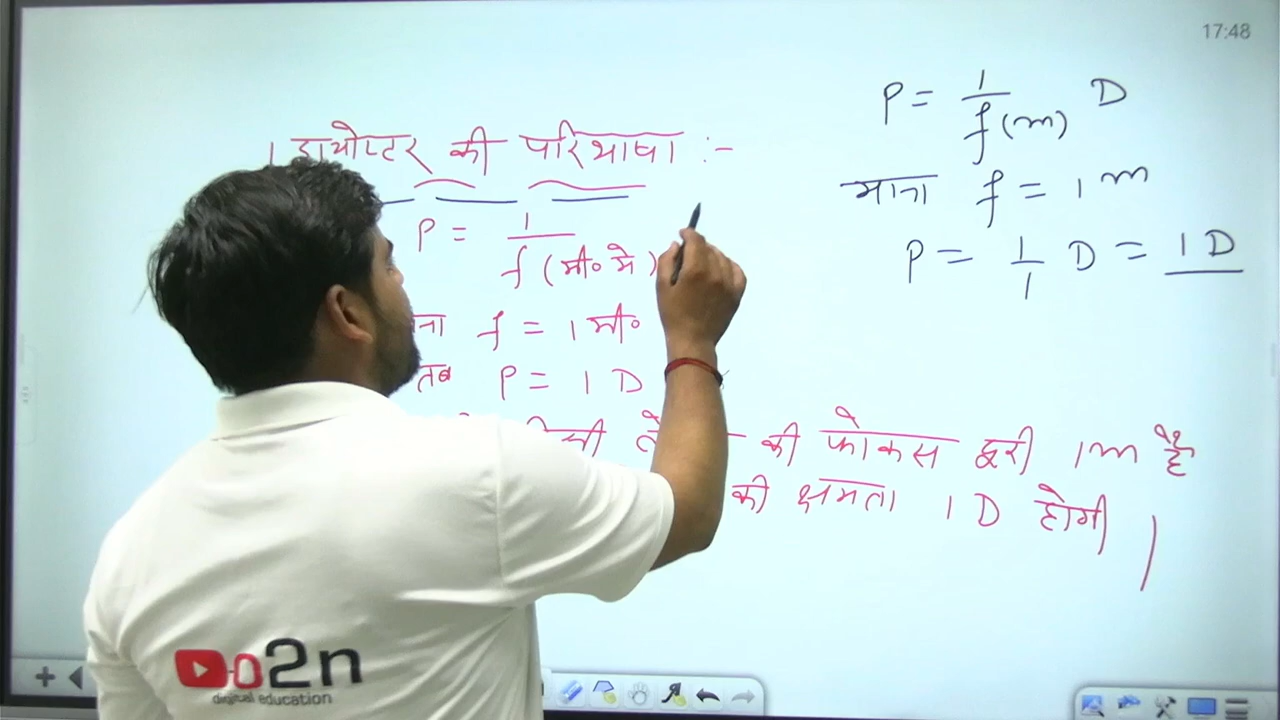 17:48
1 डायोप्टर की परिभाषा :-
P = 1/f (मी० में)
f = 1 मी०
तब P = 1 D
की फोकस दूरी 1m है
की क्षमता 1 D होगी |
P = 1/f(m) D
माना f = 1 m
P = 1/1 D = 1 D
o2n
digital education